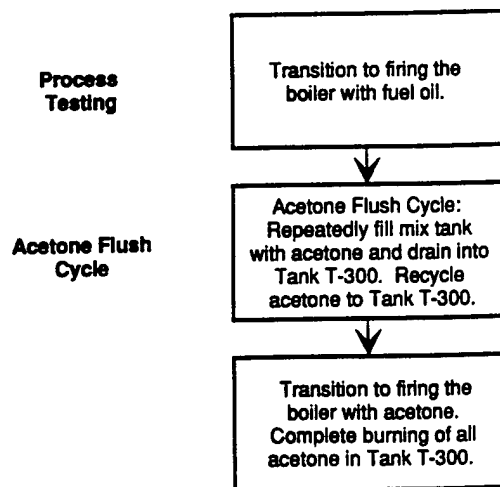 Process
Testing
Transition to firing the
boiler with fuel oil.
Acetone Flush
Cycle
Acetone Flush Cycle:
Repeatedly fill mix tank
with acetone and drain into
Tank T-300. Recycle
acetone to Tank T-300.
Transition to firing the
boiler with acetone.
Complete burning of all
acetone in Tank T-300.